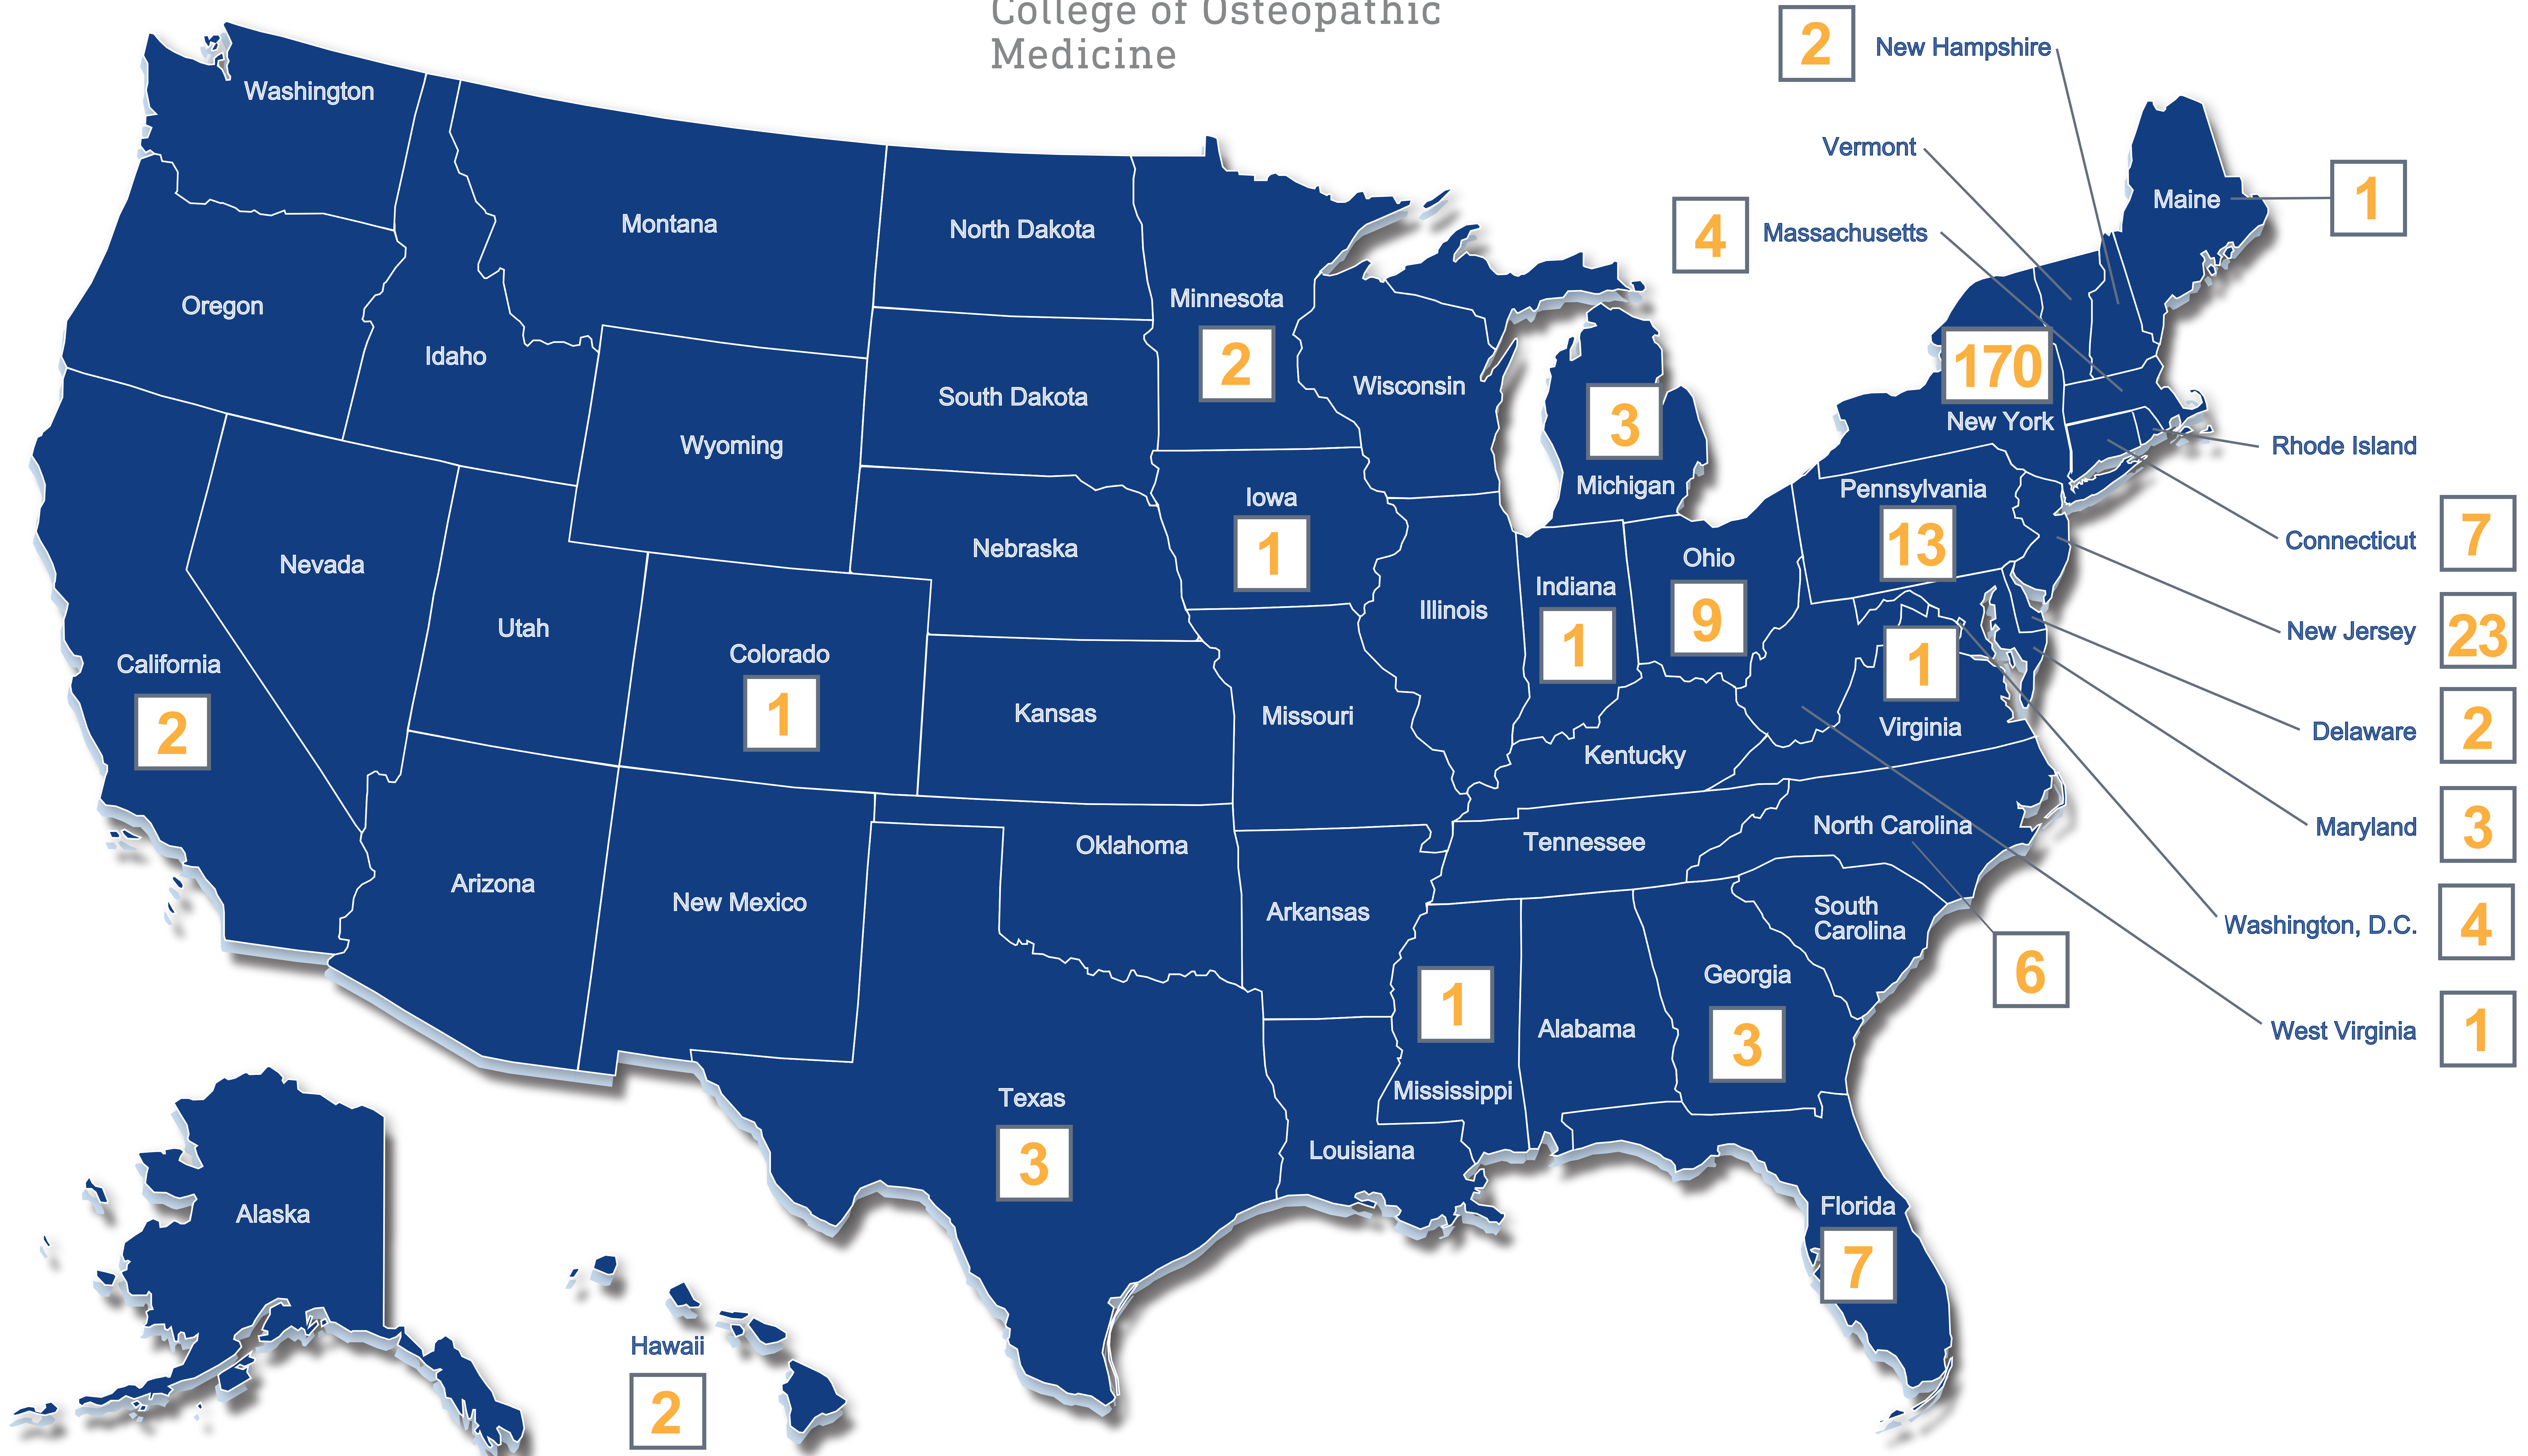 College of Osteopathic
Medicine
2
New Hampshire
Washington
Vermont
Maine
1
Montana
North Dakota
4
Massachusetts
Oregon
Minnesota
2
Idaho
Wisconsin
170
New York
South Dakota
3
Michigan
Rhode Island
Wyoming
Iowa
1
Pennsylvania
13
Connecticut
7
Nevada
Nebraska
Ohio
9
Indiana
1
Illinois
Utah
New Jersey
23
California
2
Colorado
1
1
Virginia
Kansas
Missouri
Delaware
2
Kentucky
Maryland
3
Oklahoma
Tennessee
North Carolina
Arizona
New Mexico
Arkansas
South
Carolina
Washington, D.C.
4
6
Georgia
3
1
Mississippi
Alabama
West Virginia
1
Texas
3
Louisiana
Alaska
Florida
7
Hawaii
2